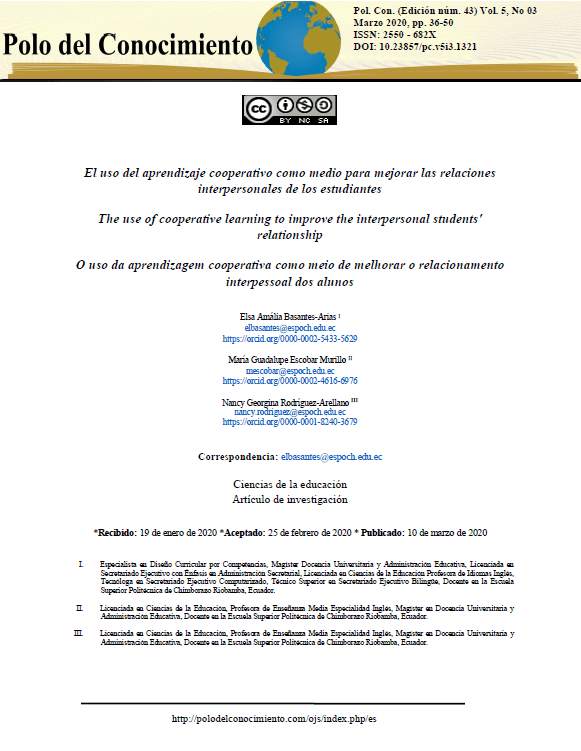 Polo del Conocimiento
Pol. Con. (Edición núm. 43) Vol. 5, No 03
Marzo 2020, pp. 36-50
ISSN: 2550 - 682X
DOI: 10.23857/pc.v5i3.1321
cc
BY NC SA
El uso del aprendizaje cooperativo como medio para mejorar las relaciones
interpersonales de los estudiantes
The use of cooperative learning to improve the interpersonal students'
relationship
O uso da aprendizagem cooperativa como meio de melhorar o relacionamento
interpessoal dos alunos
Elsa Amália Basantes-Arias I
elbasantes@espoch.edu.ec
https://orcid.org/0000-0002-5433-5629
María Guadalupe Escobar Murillo II
mescobar@espoch.edu.ec
https://orcid.org/0000-0002-4616-6976
Nancy Georgina Rodríguez-Arellano III
nancy.rodriguez@espoch.edu.ec
https://orcid.org/0000-0001-8240-3679
Correspondencia: elbasantes@espoch.edu.ec
Ciencias de la educación
Artículo de investigación
*Recibido: 19 de enero de 2020 *Aceptado: 25 de febrero de 2020 * Publicado: 10 de marzo de 2020
I. Especialista en Diseño Curricular por Competencias, Magister Docencia Universitaria y Administración Educativa, Licenciada en
Secretariado Ejecutivo con Énfasis en Administración Secretarial, Licenciada en Ciencias de la Educación Profesora de Idiomas Inglés,
Tecnologa en Secretariado Ejecutivo Computarizado, Técnico Superior en Secretariado Ejecutivo Bilingüe, Docente en la Escuela
Superior Politécnica de Chimborazo Riobamba, Ecuador.
II. Licenciada en Ciencias de la Educación, Profesora de Enseñanza Media Especialidad Inglés, Magíster en Docencia Universitaria y
Administración Educativa, Docente en la Escuela Superior Politécnica de Chimborazo Riobamba, Ecuador.
III. Licenciada en Ciencias de la Educación, Profesora de Enseñanza Media Especialidad Inglés, Magíster en Docencia Universitaria y
Administración Educativa, Docente en la Escuela Superior Politécnica de Chimborazo Riobamba, Ecuador.
http://polodelconocimiento.com/ojs/index.php/es